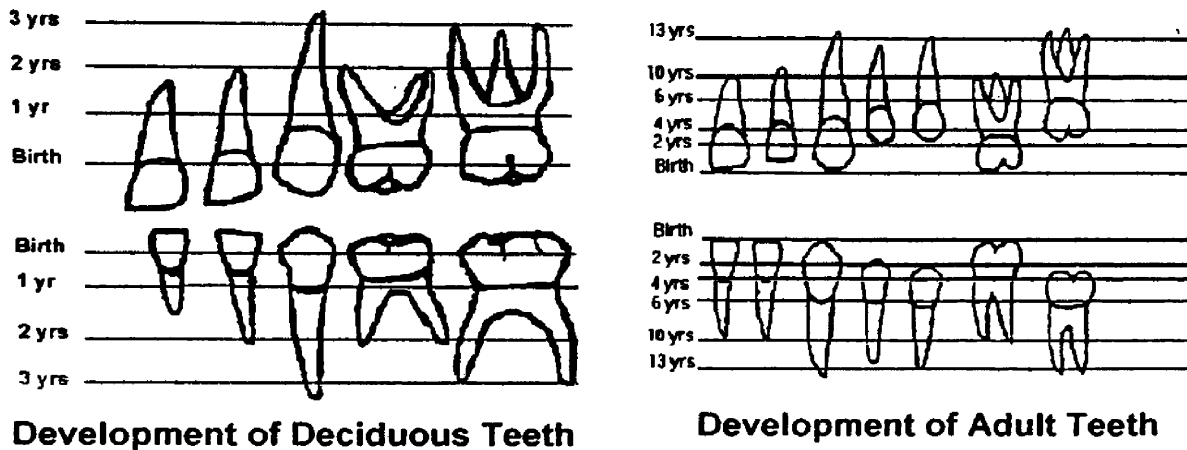 3 yrs
2 yrs
1 yr
Birth
Birth
1 yr
2 yrs
3 yrs
Development of Deciduous Teeth
13 yrs
10 yrs
6 yrs
4 yrs
2 yrs
Birth
Birth
2 yrs
4 yrs
6 yrs
10 yrs
13 yrs
Development of Adult Teeth